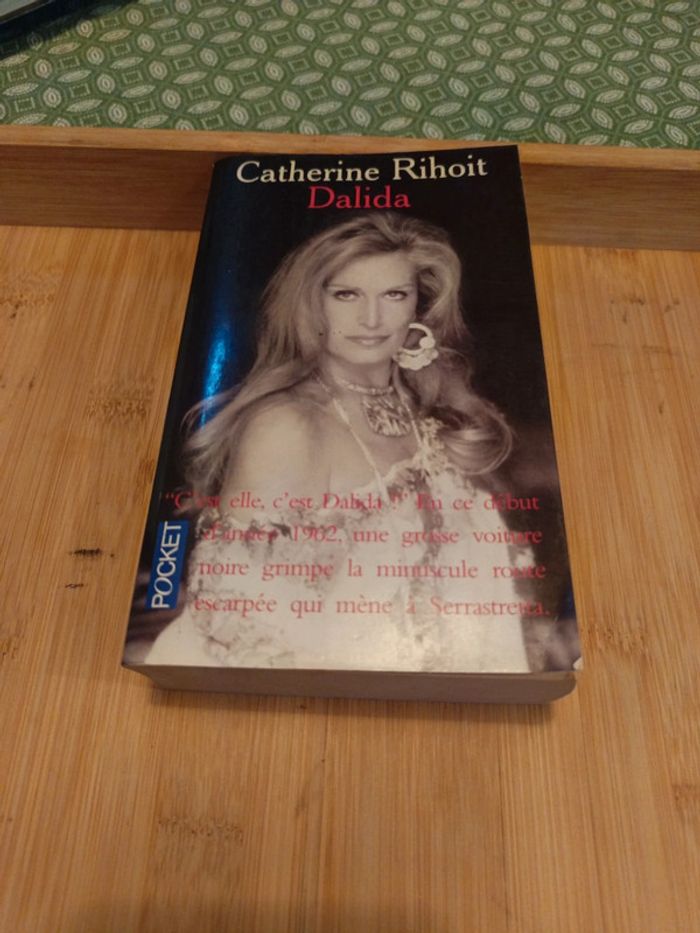 Catherine Rihoit
Dalida
"C'est elle, c'est Dalida !" En ce début
d'année 1962, une grosse voiture
noire grimpe la minuscule route
escarpée qui mène à Serrastretta.
POCKET